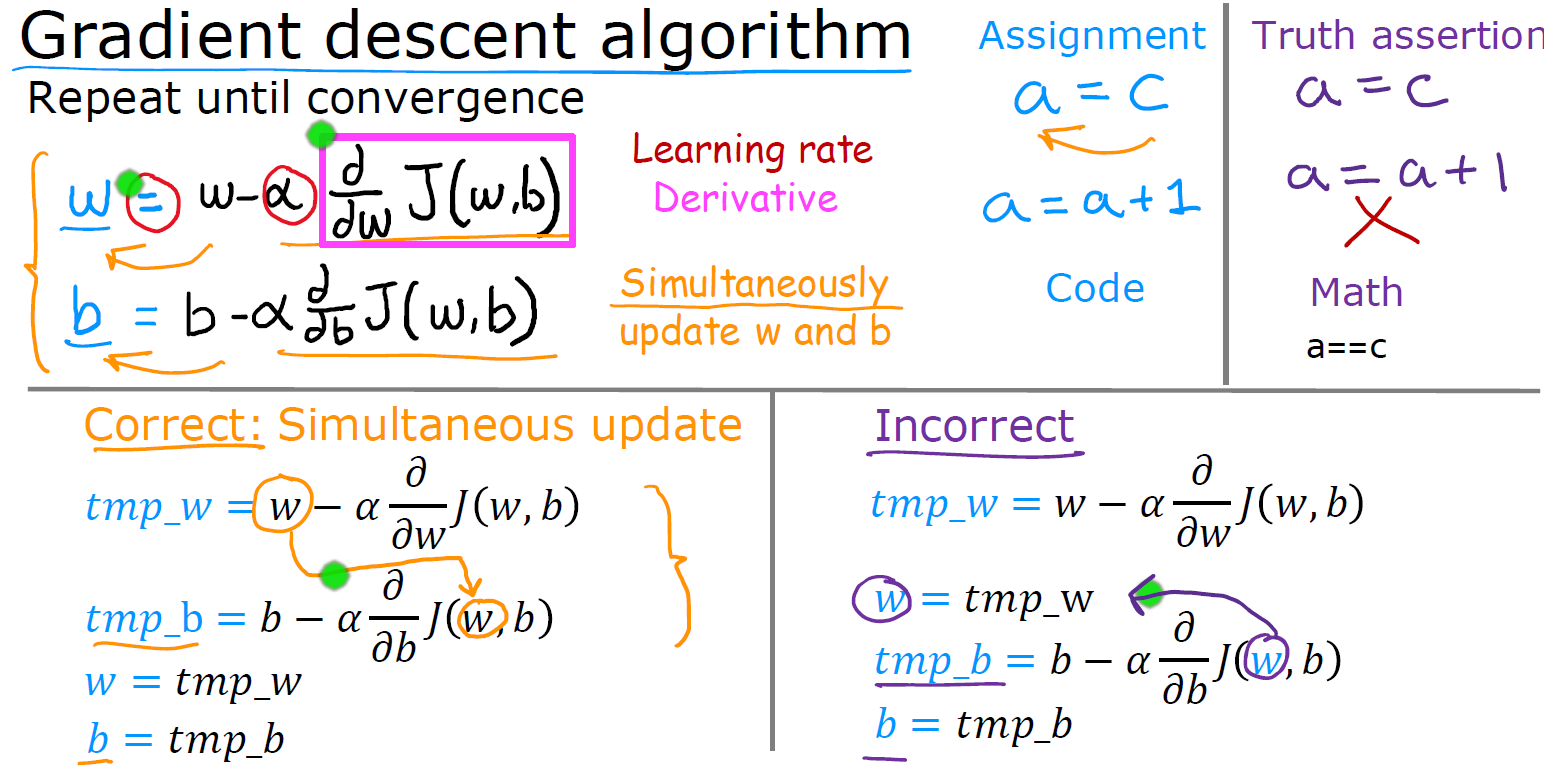 Gradient descent algorithm
Repeat until convergence
w = w - α ∂/∂w J(w,b)
b = b - α ∂/∂b J(w,b)
Learning rate
Derivative
Simultaneously
update w and b
Assignment
a = c
a = a + 1
Code
Truth assertion
a = c
a = a + 1
Math
a==c
Correct: Simultaneous update
tmp_w = w − α ∂/∂w J(w, b)
tmp_b = b − α ∂/∂b J(w, b)
w = tmp_w
b = tmp_b
Incorrect
tmp_w = w − α ∂/∂w J(w, b)
w = tmp_w
tmp_b = b − α ∂/∂b J(w, b)
b = tmp_b